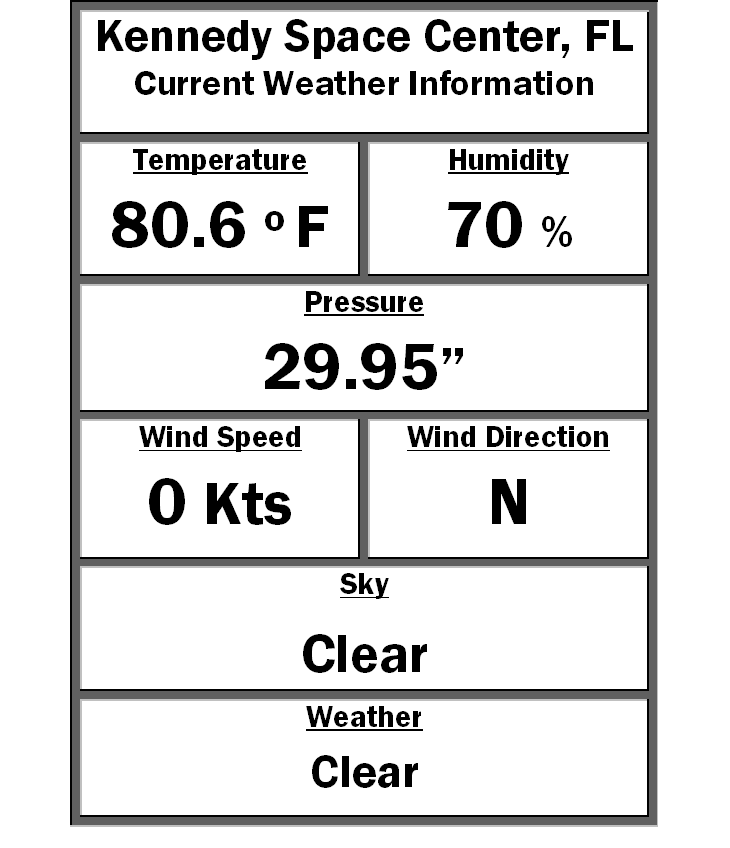 Kennedy Space Center, FL
Current Weather Information
Temperature
80.6 º F
Humidity
70 %
Pressure
29.95”
Wind Speed
0 Kts
Wind Direction
N
Sky
Clear
Weather
Clear